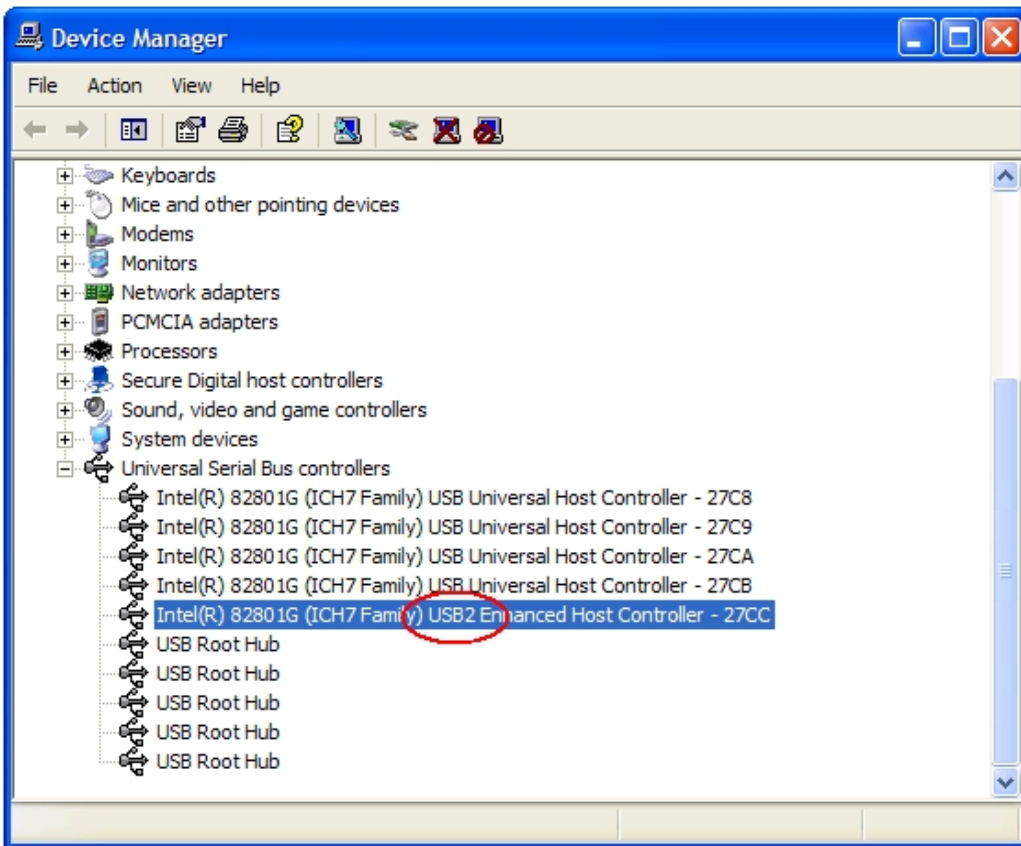 Device Manager
File Action View Help
Keyboards
Mice and other pointing devices
Modems
Monitors
Network adapters
PCMCIA adapters
Processors
Secure Digital host controllers
Sound, video and game controllers
System devices
Universal Serial Bus controllers
Intel(R) 82801G (ICH7 Family) USB Universal Host Controller - 27C8
Intel(R) 82801G (ICH7 Family) USB Universal Host Controller - 27C9
Intel(R) 82801G (ICH7 Family) USB Universal Host Controller - 27CA
Intel(R) 82801G (ICH7 Family) USB Universal Host Controller - 27CB
Intel(R) 82801G (ICH7 Family) USB2 Enhanced Host Controller - 27CC
USB Root Hub
USB Root Hub
USB Root Hub
USB Root Hub
USB Root Hub